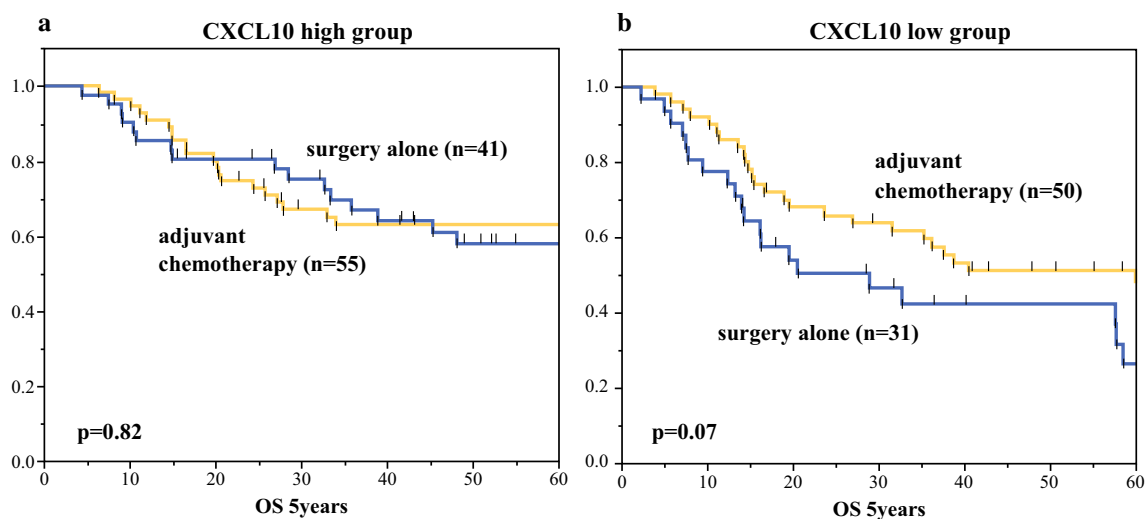 a
CXCL10 high group
1.0
0.8
0.6
0.4
0.2
0.0
surgery alone (n=41)
adjuvant
chemotherapy (n=55)
p=0.82
0 10 20 30 40 50 60
OS 5years
b
CXCL10 low group
1.0
0.8
0.6
0.4
0.2
0.0
adjuvant
chemotherapy (n=50)
surgery alone (n=31)
p=0.07
0 10 20 30 40 50 60
OS 5years